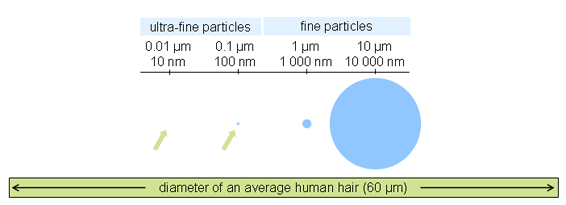 ultra-fine particles fine particles
0.01 µm 0.1 µm 1 µm 10 µm
10 nm 100 nm 1 000 nm 10 000 nm
diameter of an average human hair (60 µm)